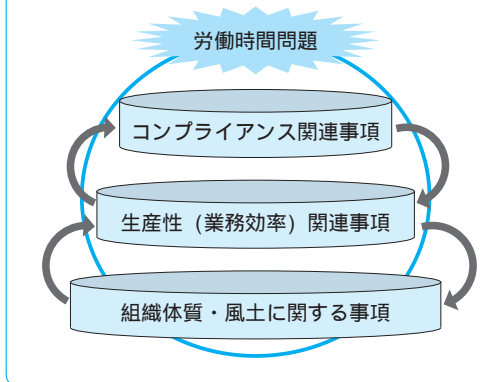 労働時間問題
コンプライアンス関連事項
生産性（業務効率）関連事項
組織体質・風土に関する事項